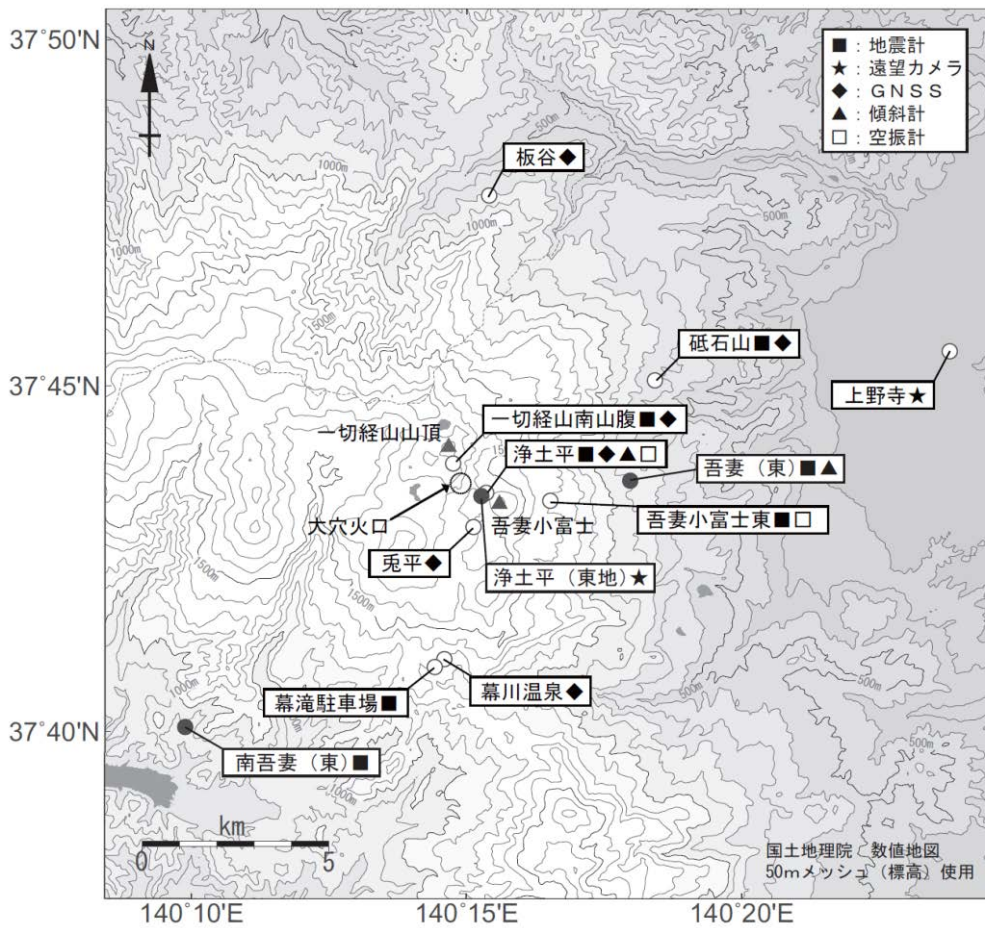 37°50'N
N
■：地震計
★：遠望カメラ
◆：ＧＮＳＳ
▲：傾斜計
□：空振計
500m
500m
板谷◆
1000m
1000m
500m
1000m
1000m
500m
37°45'N
砥石山■◆
上野寺★
一切経山南山腹■◆
一切経山山頂
浄土平■◆▲□
吾妻（東）■▲
大穴火口
吾妻小富士
吾妻小富士東■□
兎平◆
浄土平（東地）★
1500m
1500m
500m
幕滝駐車場■
幕川温泉◆
1000m
500m
37°40'N
南吾妻（東）■
1000m
500m
km
0 5
国土地理院 数値地図
50mメッシュ（標高）使用
140°10'E 140°15'E 140°20'E